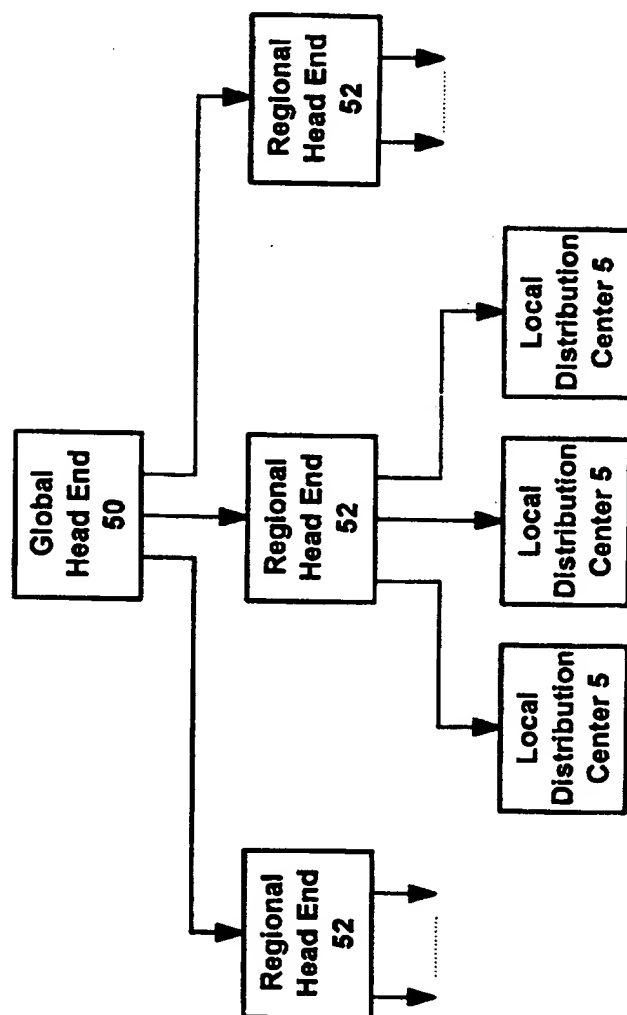 Global
Head End
50
Regional
Head End
52
Regional
Head End
52
Regional
Head End
52
Local
Distribution
Center 5
Local
Distribution
Center 5
Local
Distribution
Center 5